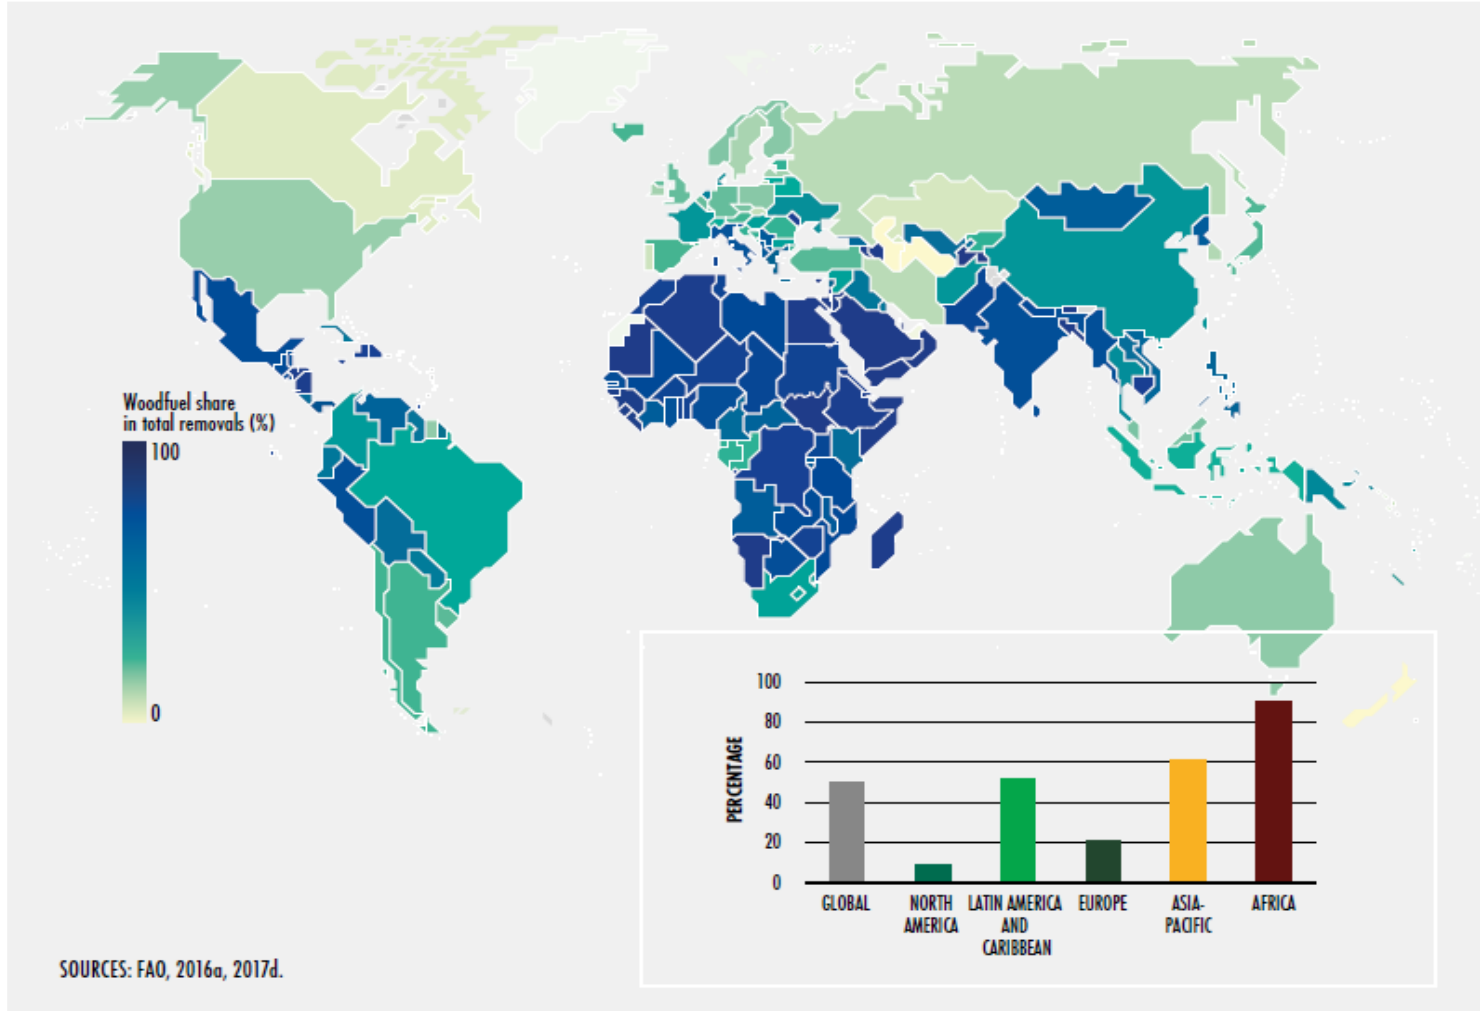 Woodfuel share
in total removals (%)
100
0
PERCENTAGE
100
80
60
40
20
0
GLOBAL
NORTH
AMERICA
LATIN AMERICA
AND
CARIBBEAN
EUROPE
ASIA-
PACIFIC
AFRICA
SOURCES: FAO, 2016a, 2017d.